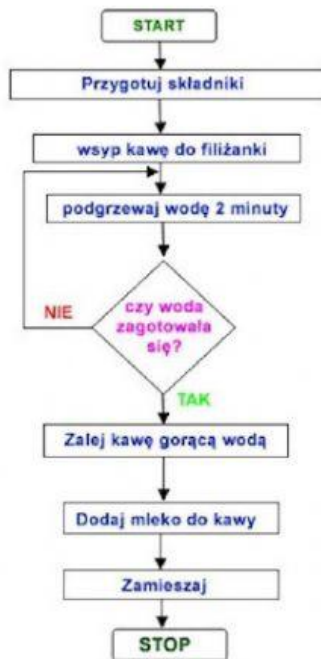 START
Przygotuj składniki
wsyp kawę do filiżanki
podgrzewaj wodę 2 minuty
NIE
czy woda
zagotowała
się?
TAK
Zalej kawę gorącą wodą
Dodaj mleko do kawy
Zamieszaj
STOP